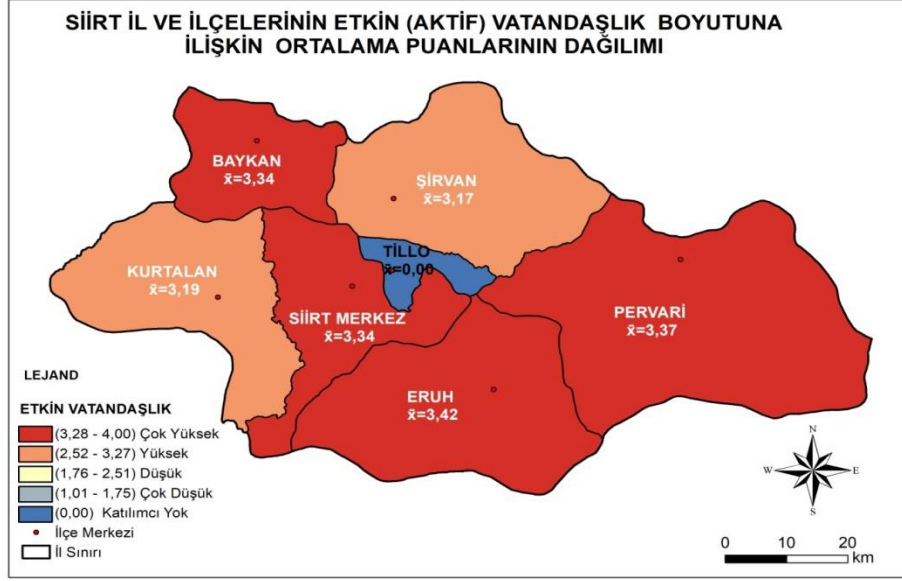 SİİRT İL VE İLÇELERİNİN ETKİN (AKTİF) VATANDAŞLIK BOYUTUNA
İLİŞKİN ORTALAMA PUANLARININ DAĞILIMI
BAYKAN
x̄=3,34
ŞİRVAN
x̄=3,17
TİLLO
x̄=0,00
KURTALAN
x̄=3,19
SİİRT MERKEZ
x̄=3,34
PERVARİ
x̄=3,37
ERUH
x̄=3,42
LEJAND
ETKİN VATANDAŞLIK
(3,28 - 4,00) Çok Yüksek
(2,52 - 3,27) Yüksek
(1,76 - 2,51) Düşük
(1,01 - 1,75) Çok Düşük
(0,00) Katılımcı Yok
İlçe Merkezi
İl Sınırı
N
W
E
S
0 10 20
km